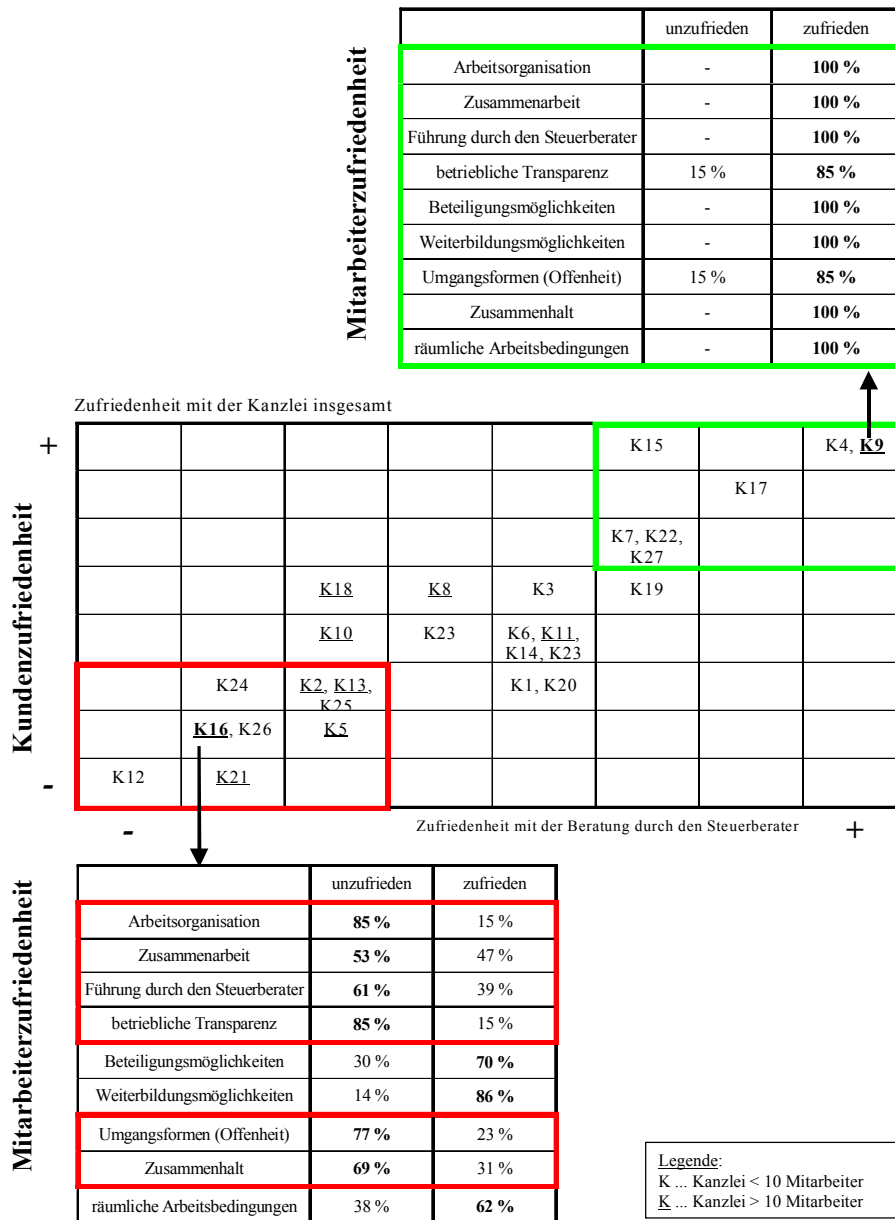 Mitarbeiterzufriedenheit
unzufrieden zufrieden
Arbeitsorganisation - 100 %
Zusammenarbeit - 100 %
Führung durch den Steuerberater - 100 %
betriebliche Transparenz 15 % 85 %
Beteiligungsmöglichkeiten - 100 %
Weiterbildungsmöglichkeiten - 100 %
Umgangsformen (Offenheit) 15 % 85 %
Zusammenhalt - 100 %
räumliche Arbeitsbedingungen - 100 %
Zufriedenheit mit der Kanzlei insgesamt
Kundenzufriedenheit
+ K15 K4, K9
K17
K7, K22,
K27
K18 K8 K3 K19
K10 K23 K6, K11,
K14, K23
K24 K2, K13, K1, K20
K25
K16, K26 K5
- K12 K21
- Zufriedenheit mit der Beratung durch den Steuerberater +
Mitarbeiterzufriedenheit
unzufrieden zufrieden
Arbeitsorganisation 85 % 15 %
Zusammenarbeit 53 % 47 %
Führung durch den Steuerberater 61 % 39 %
betriebliche Transparenz 85 % 15 %
Beteiligungsmöglichkeiten 30 % 70 %
Weiterbildungsmöglichkeiten 14 % 86 %
Umgangsformen (Offenheit) 77 % 23 %
Zusammenhalt 69 % 31 %
räumliche Arbeitsbedingungen 38 % 62 %
Legende:
K ... Kanzlei < 10 Mitarbeiter
K ... Kanzlei > 10 Mitarbeiter